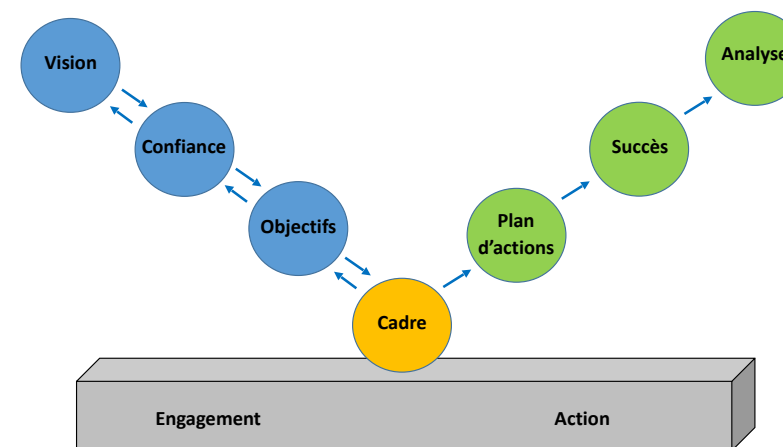 Vision
Analyse
Confiance
Succès
Objectifs
Plan
d’actions
Cadre
Engagement
Action